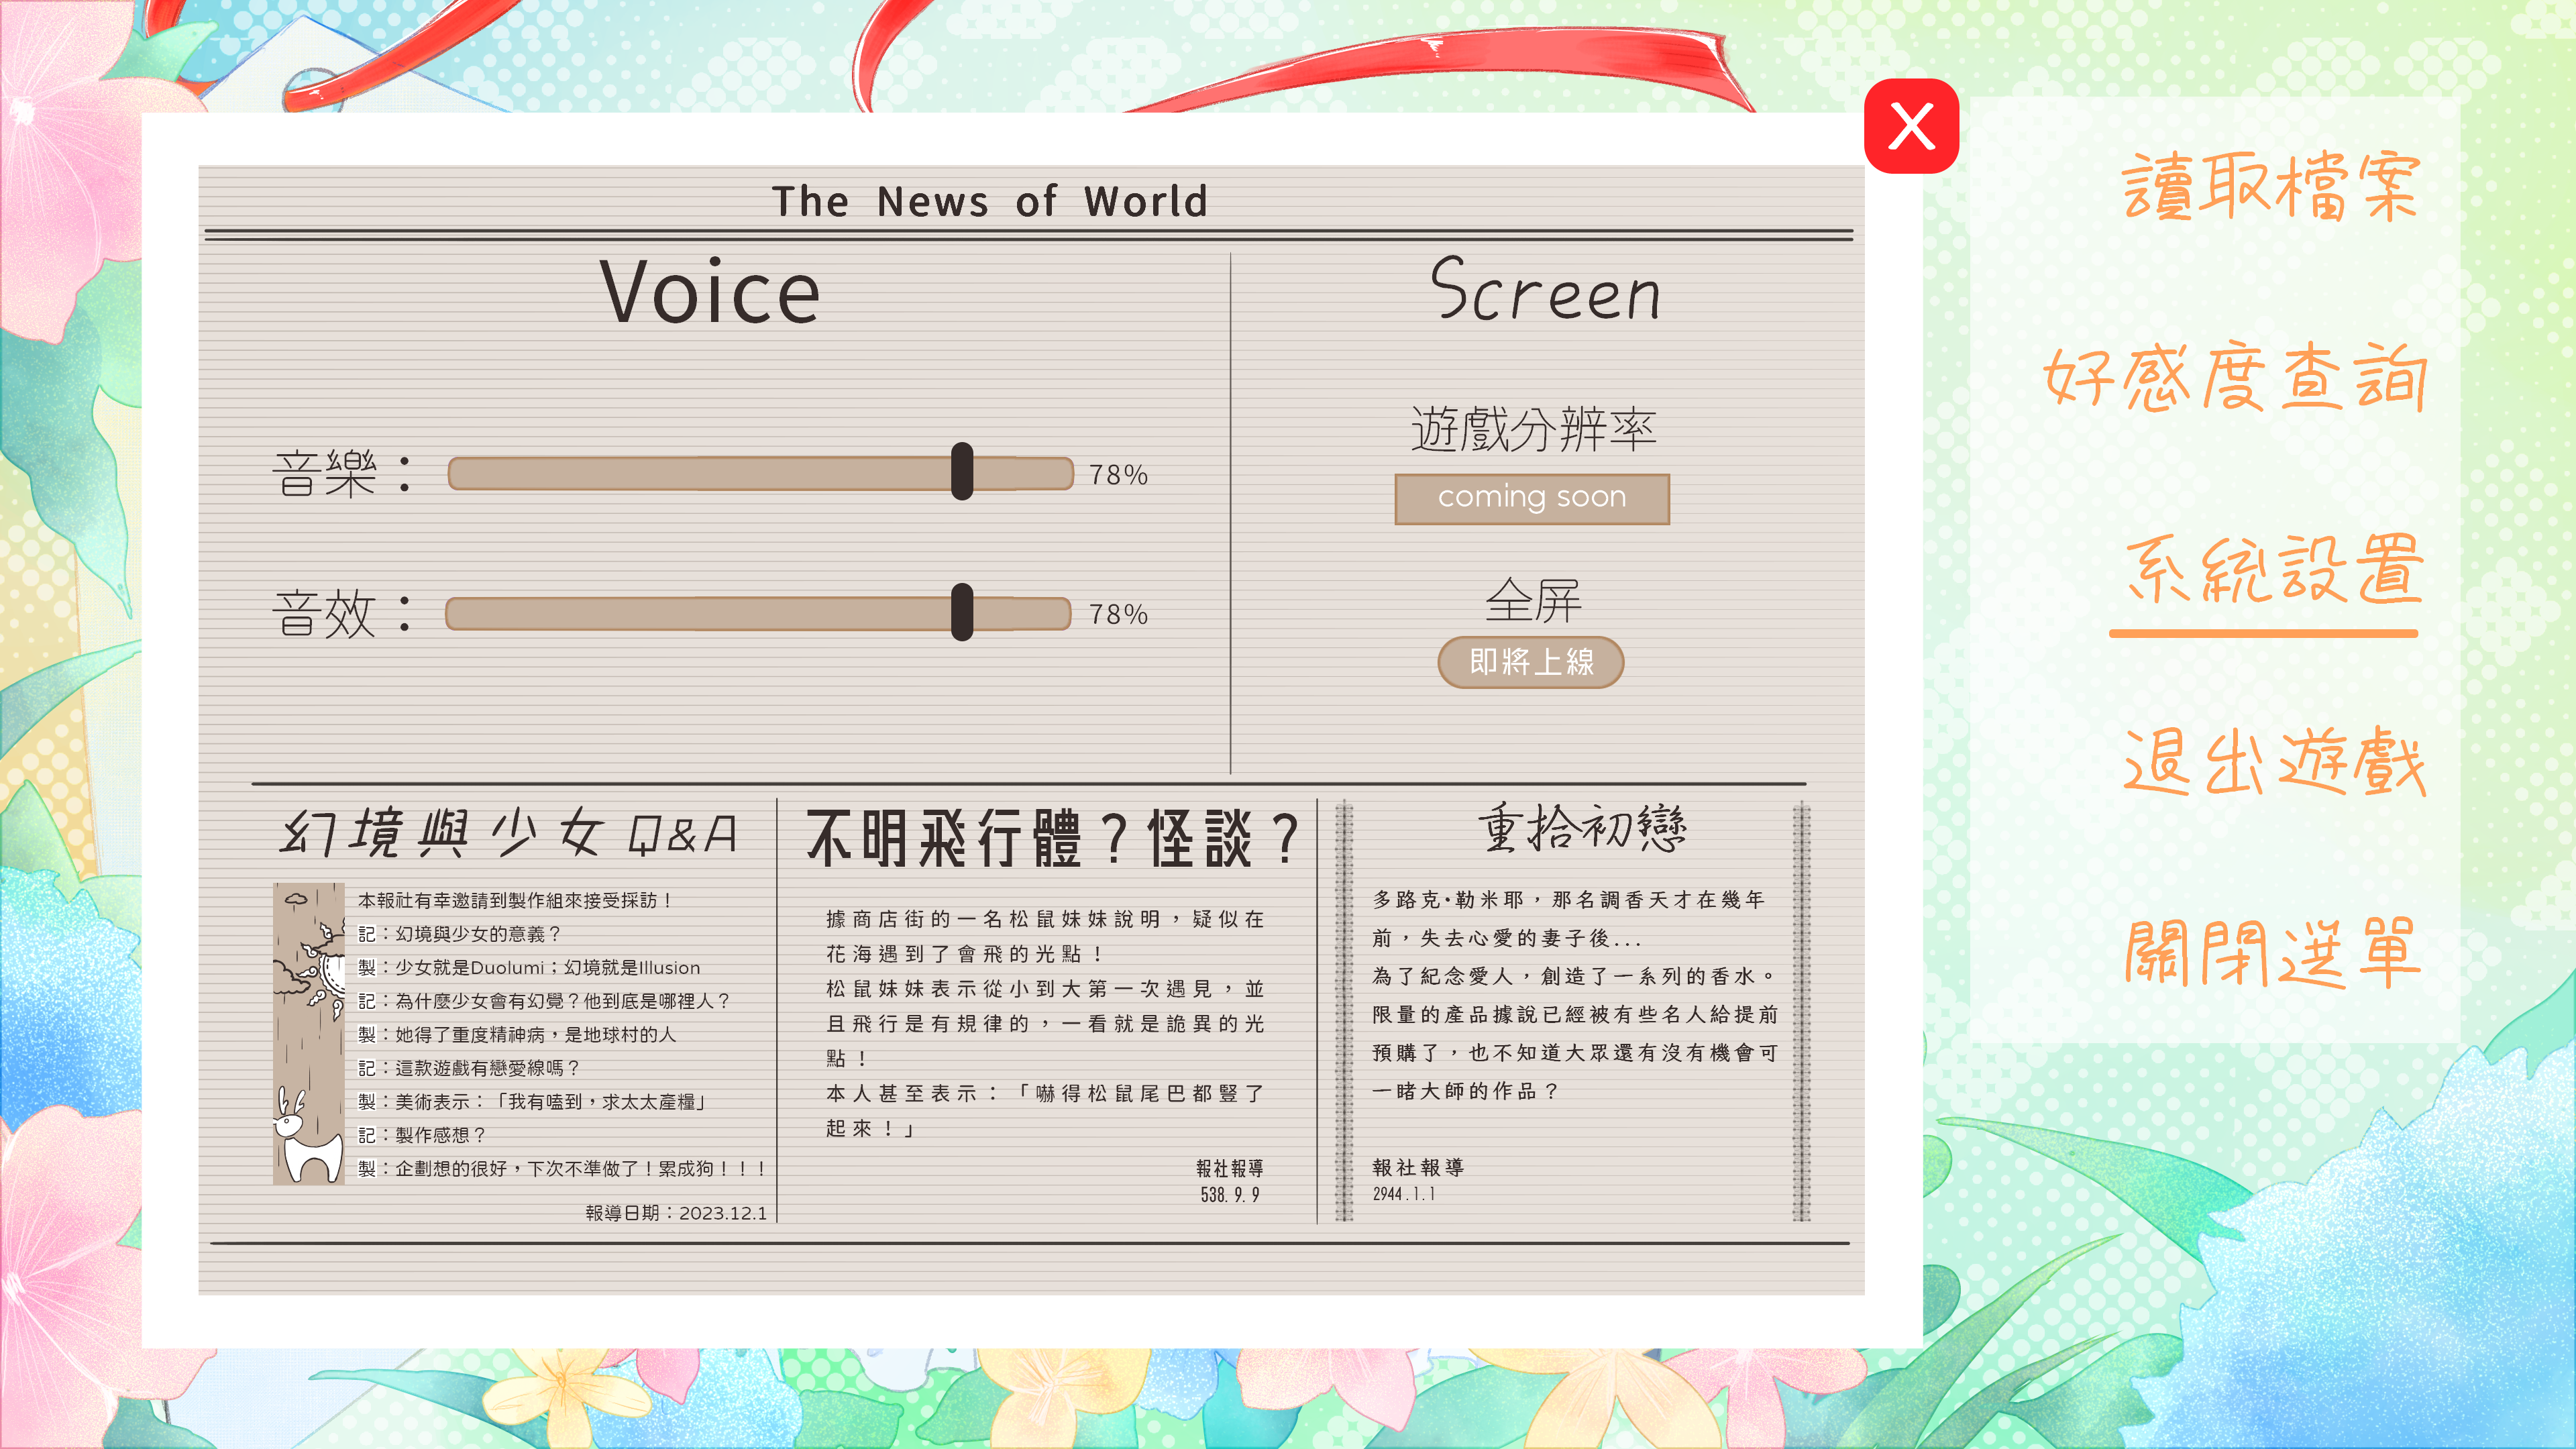 The News of World
Voice
音樂：
78%
音效：
78%
Screen
遊戲分辨率
coming soon
全屏
即將上線
幻境與少女Q&A
本報社有幸邀請到製作組來接受採訪！
記：幻境與少女的意義？
製：少女就是Duolumi；幻境就是Illusion
記：為什麼少女會有幻覺？他到底是哪裡人？
製：她得了重度精神病，是地球村的人
記：這款遊戲有戀愛線嗎？
製：美術表示：「我有嗑到，求太太產糧」
記：製作感想？
製：企劃想的很好，下次不準做了！累成狗！！！
報導日期：2023.12.1
不明飛行體？怪談？
據商店街的一名松鼠妹妹說明，疑似在
花海遇到了會飛的光點！
松鼠妹妹表示從小到大第一次遇見，並
且飛行是有規律的，一看就是詭異的光
點！
本人甚至表示：「嚇得松鼠尾巴都豎了
起來！」
報社報導
538.9.9
重拾初戀
多路克·勒米耶，那名調香天才在幾年
前，失去心愛的妻子後...
為了紀念愛人，創造了一系列的香水。
限量的產品據說已經被有些名人給提前
預購了，也不知道大眾還有沒有機會可
一睹大師的作品？
報社報導
2944.1.1
X
讀取檔案
好感度查詢
系統設置
退出遊戲
關閉選單